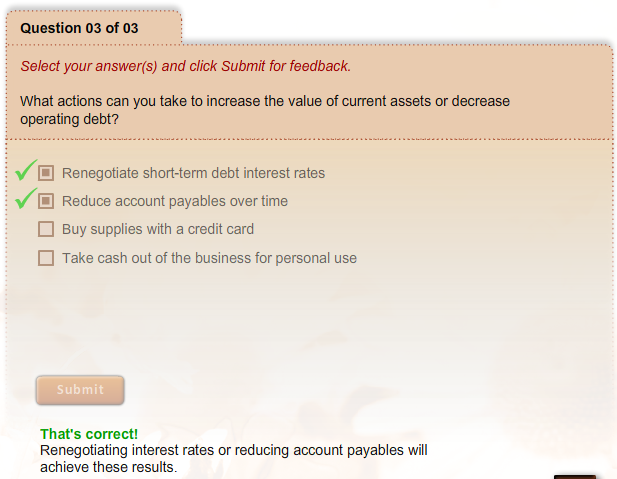 Question 03 of 03
Select your answer(s) and click Submit for feedback.
What actions can you take to increase the value of current assets or decrease
operating debt?
Renegotiate short-term debt interest rates
Reduce account payables over time
Buy supplies with a credit card
Take cash out of the business for personal use
Submit
That's correct!
Renegotiating interest rates or reducing account payables will
achieve these results.